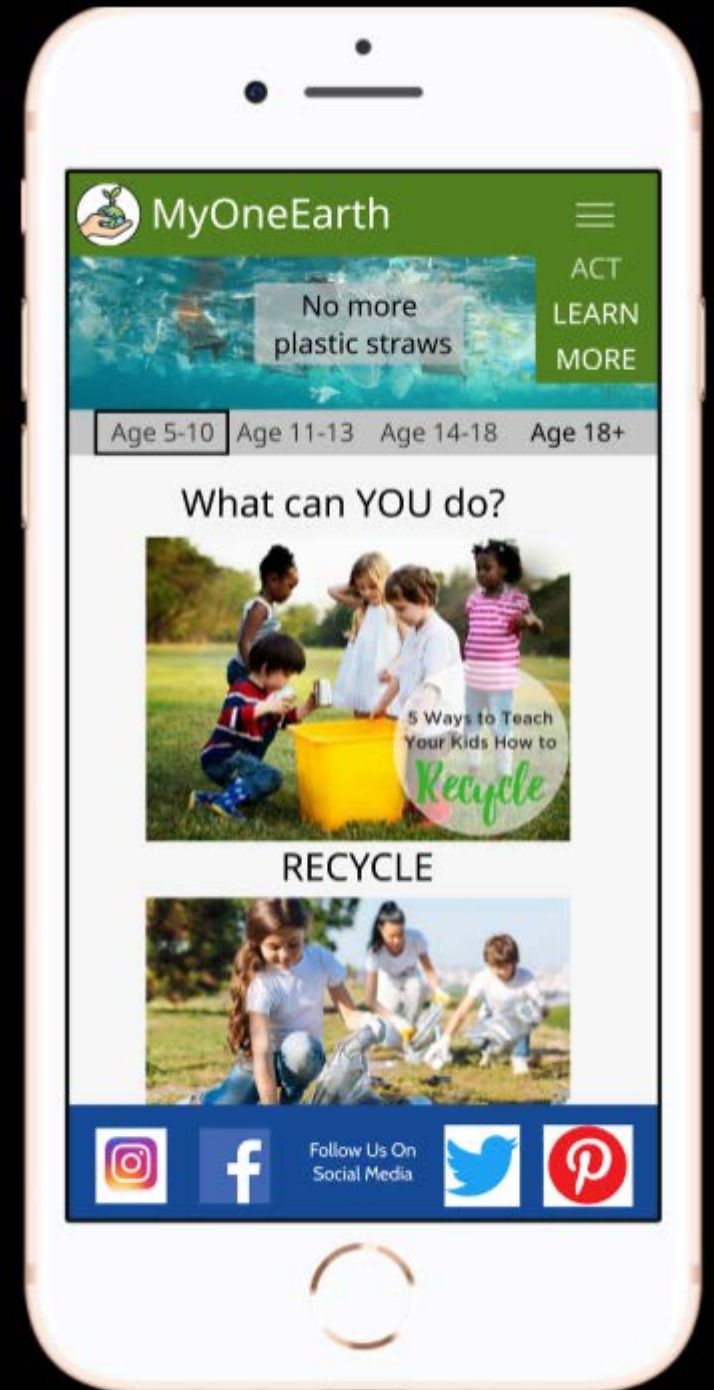 MyOneEarth
ACT
LEARN
MORE
No more
plastic straws
Age 5-10 Age 11-13 Age 14-18 Age 18+
What can YOU do?
5 Ways to Teach
Your Kids How to
Recycle
RECYCLE
Follow Us On
Social Media